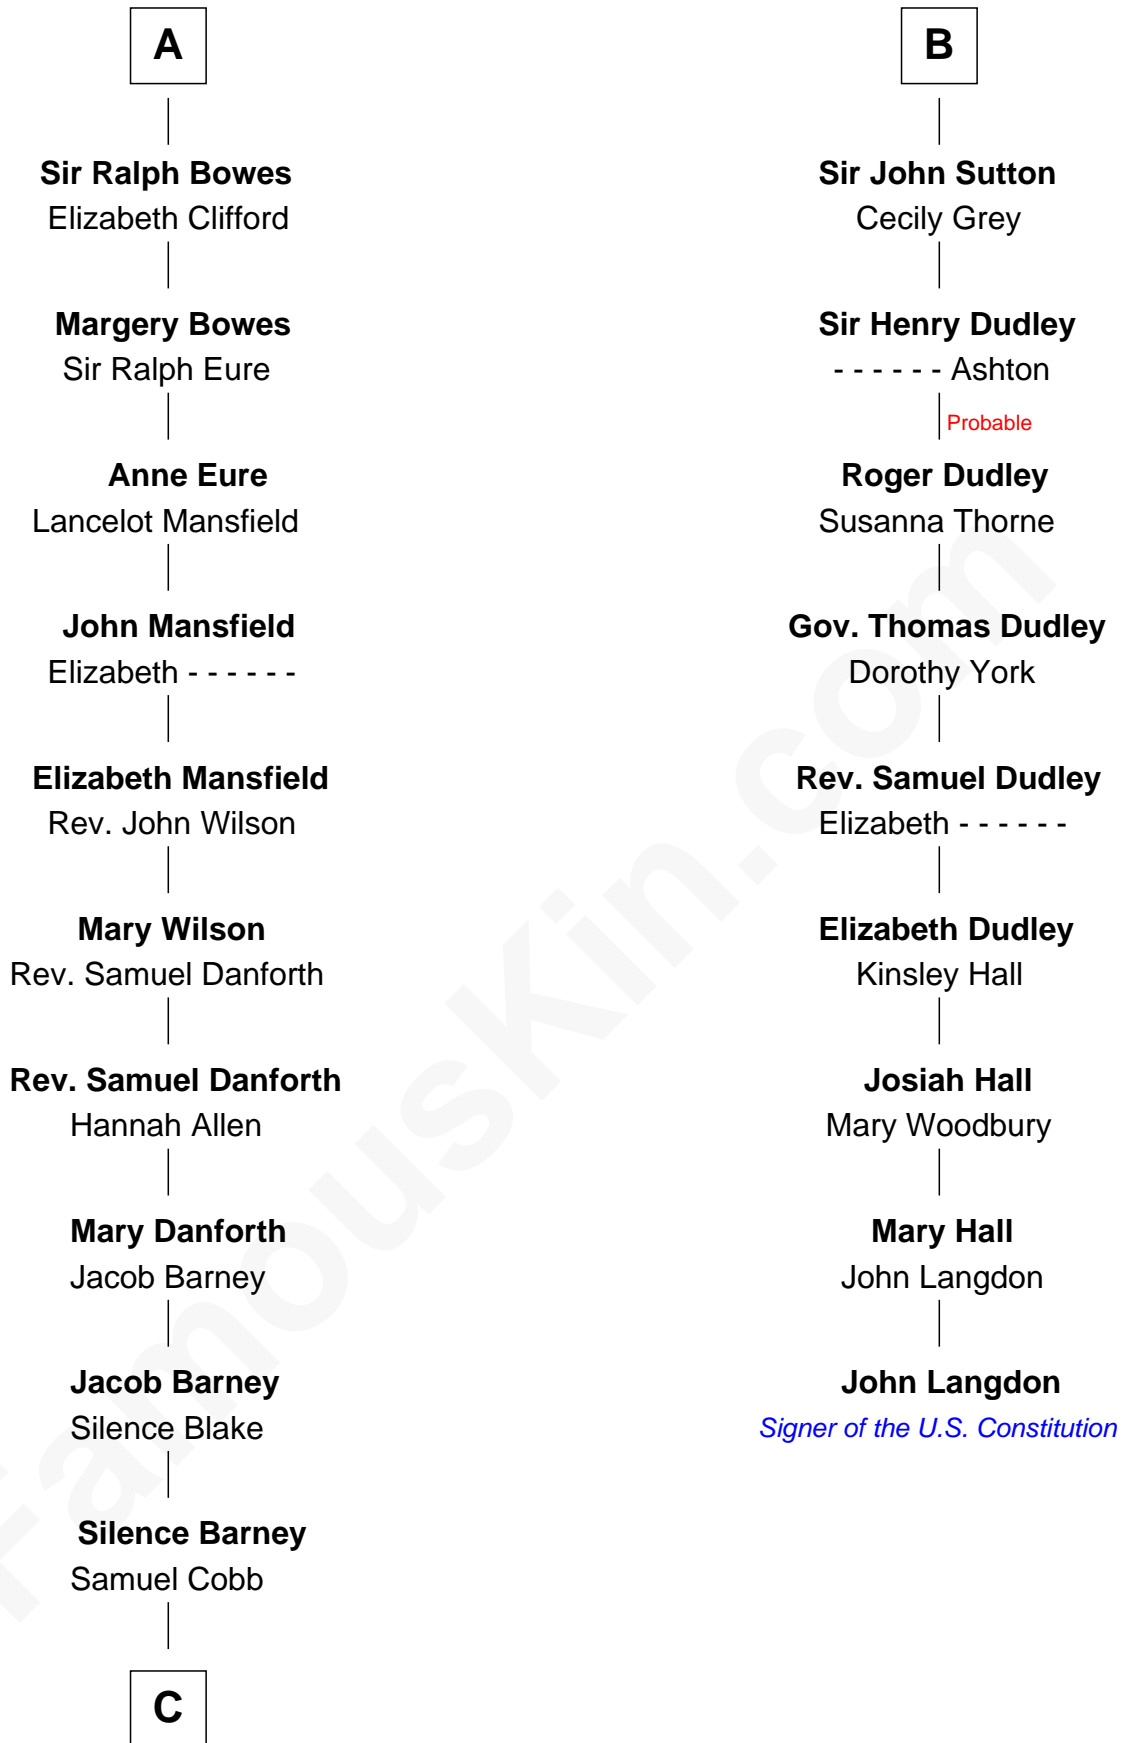 A
Sir Ralph Bowes
Elizabeth Clifford
Margery Bowes
Sir Ralph Eure
Anne Eure
Lancelot Mansfield
John Mansfield
Elizabeth - - - - - -
Elizabeth Mansfield
Rev. John Wilson
Mary Wilson
Rev. Samuel Danforth
Rev. Samuel Danforth
Hannah Allen
Mary Danforth
Jacob Barney
Jacob Barney
Silence Blake
Silence Barney
Samuel Cobb
C
B
Sir John Sutton
Cecily Grey
Sir Henry Dudley
- - - - - - Ashton
Probable
Roger Dudley
Susanna Thorne
Gov. Thomas Dudley
Dorothy York
Rev. Samuel Dudley
Elizabeth - - - - - -
Elizabeth Dudley
Kinsley Hall
Josiah Hall
Mary Woodbury
Mary Hall
John Langdon
John Langdon
Signer of the U.S. Constitution
FamousKin.com